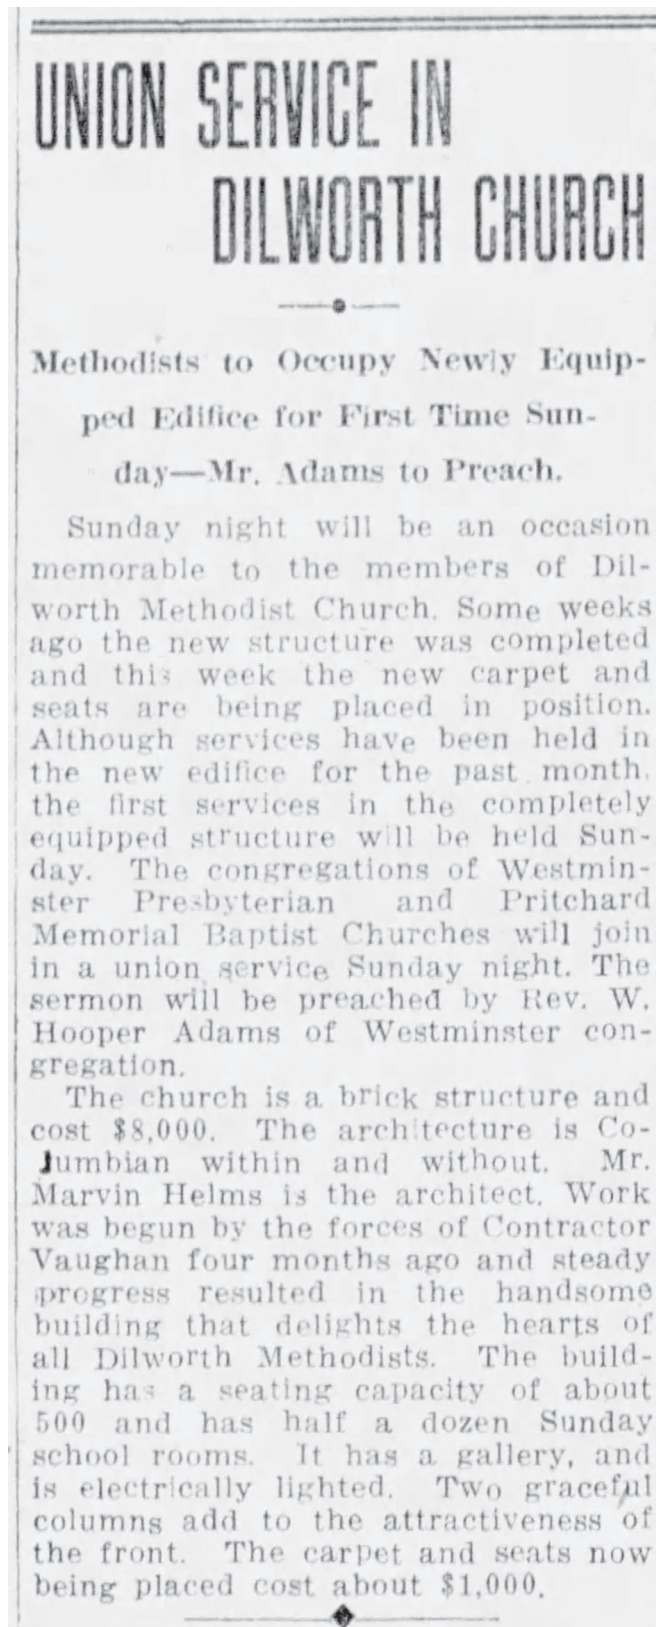 UNION SERVICE IN
DILWORTH CHURCH
Methodists to Occupy Newly Equip-
ped Edifice for First Time Sun-
day—Mr. Adams to Preach.
Sunday night will be an occasion
memorable to the members of Dil-
worth Methodist Church. Some weeks
ago the new structure was completed
and this week the new carpet and
seats are being placed in position.
Although services have been held in
the new edifice for the past month,
the first services in the completely
equipped structure will be held Sun-
day. The congregations of Westmin-
ster Presbyterian and Pritchard
Memorial Baptist Churches will join
in a union service Sunday night. The
sermon will be preached by Rev. W.
Hooper Adams of Westminster con-
gregation.
The church is a brick structure and
cost $8,000. The architecture is Co-
lumbian within and without. Mr.
Marvin Helms is the architect. Work
was begun by the forces of Contractor
Vaughan four months ago and steady
progress resulted in the handsome
building that delights the hearts of
all Dilworth Methodists. The build-
ing has a seating capacity of about
500 and has half a dozen Sunday
school rooms. It has a gallery, and
is electrically lighted. Two graceful
columns add to the attractiveness of
the front. The carpet and seats now
being placed cost about $1,000.